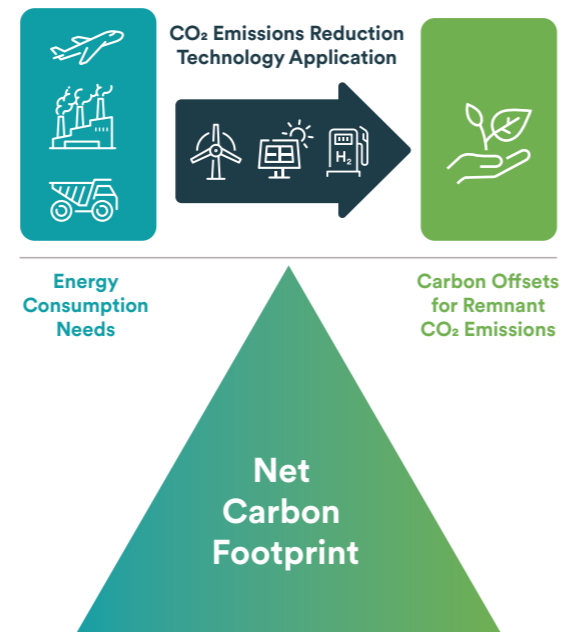 CO₂ Emissions Reduction
Technology Application
H₂
Energy
Consumption
Needs
Carbon Offsets
for Remnant
CO₂ Emissions
Net
Carbon
Footprint